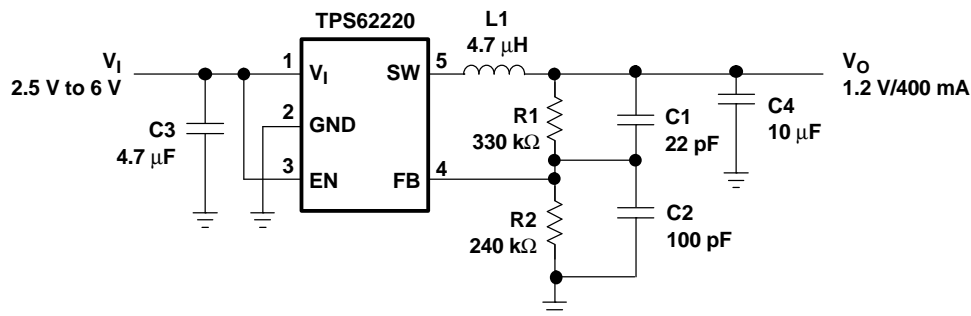 TPS62220
V_I
2.5 V to 6 V
C3
4.7 μF
1
2
3
V_I
GND
EN
SW
FB
5
4
L1
4.7 μH
R1
330 kΩ
R2
240 kΩ
C1
22 pF
C2
100 pF
C4
10 μF
V_O
1.2 V/400 mA